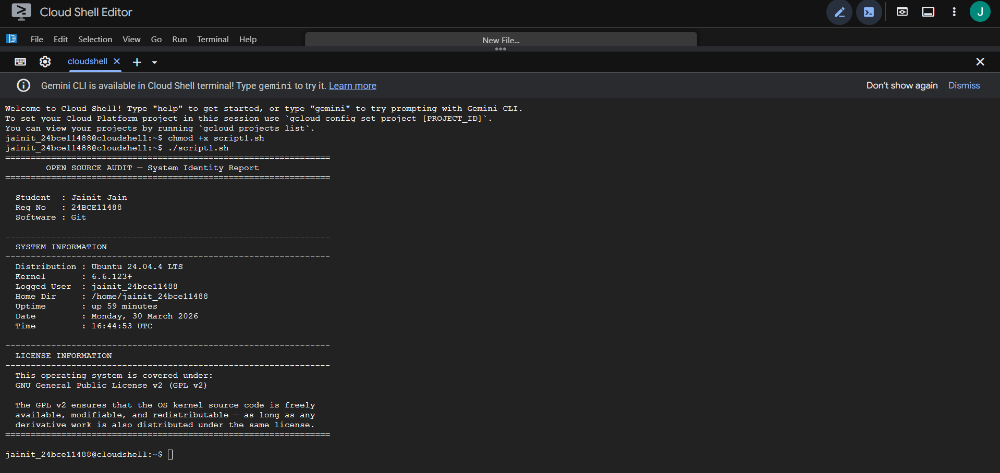 Cloud Shell Editor
J
File Edit Selection View Go Run Terminal Help
New File...
cloudshell
Gemini CLI is available in Cloud Shell terminal! Type gemini to try it. Learn more
Don't show again Dismiss
Welcome to Cloud Shell! Type "help" to get started, or type "gemini" to try prompting with Gemini CLI.
To set your Cloud Platform project in this session use `gcloud config set project [PROJECT_ID]`.
You can view your projects by running `gcloud projects list`.
jainit_24bce11488@cloudshell:~$ chmod +x script1.sh
jainit_24bce11488@cloudshell:~$ ./script1.sh
================================================================
OPEN SOURCE AUDIT — System Identity Report
================================================================
Student : Jainit Jain
Reg No : 24BCE11488
Software : Git
----------------------------------------------------------------
SYSTEM INFORMATION
----------------------------------------------------------------
Distribution : Ubuntu 24.04.4 LTS
Kernel : 6.6.123+
Logged User : jainit_24bce11488
Home Dir : /home/jainit_24bce11488
Uptime : up 59 minutes
Date : Monday, 30 March 2026
Time : 16:44:53 UTC
----------------------------------------------------------------
LICENSE INFORMATION
----------------------------------------------------------------
This operating system is covered under:
GNU General Public License v2 (GPL v2)
The GPL v2 ensures that the OS kernel source code is freely
available, modifiable, and redistributable — as long as any
derivative work is also distributed under the same license.
================================================================
jainit_24bce11488@cloudshell:~$